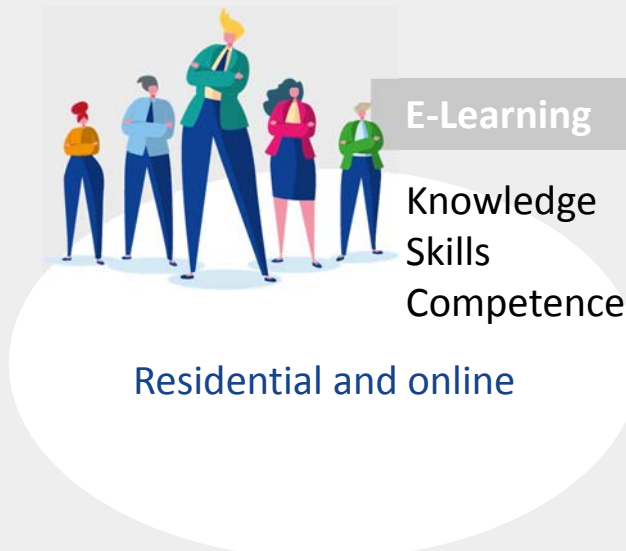 E-Learning
Knowledge
Skills
Competence
Residential and online